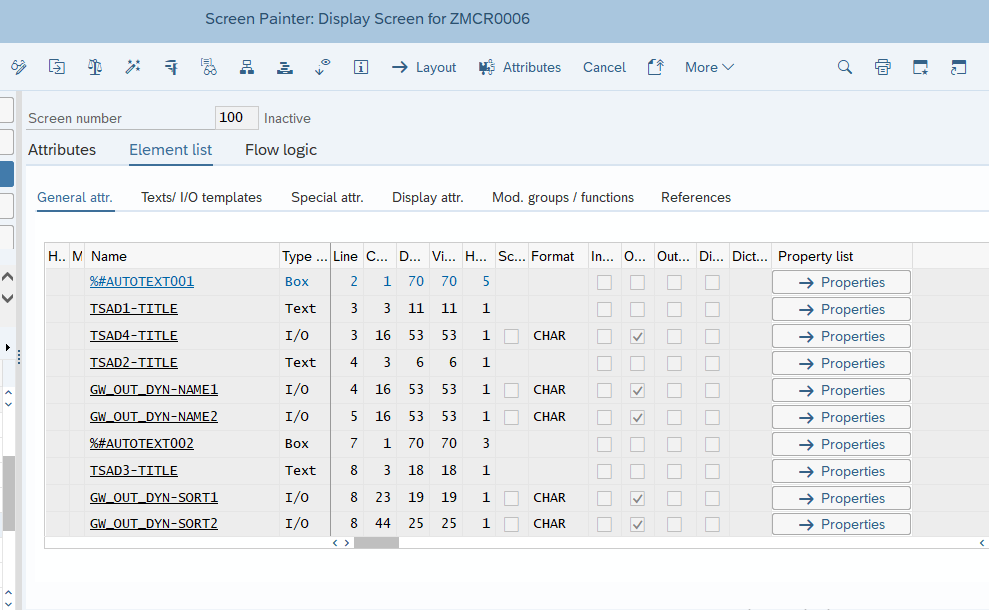 Screen Painter: Display Screen for ZMCR0006
Layout Attributes Cancel More
Screen number 100 Inactive
Attributes Element list Flow logic
General attr. Texts/ I/O templates Special attr. Display attr. Mod. groups / functions References
H.. M Name Type ... Line C... D... Vi... H... Sc... Format In... O... Out... Di... Dict... Property list
%#AUTOTEXT001 Box 2 1 70 70 5 Properties
TSAD1-TITLE Text 3 3 11 11 1 Properties
TSAD4-TITLE I/O 3 16 53 53 1 CHAR Properties
TSAD2-TITLE Text 4 3 6 6 1 Properties
GW_OUT_DYN-NAME1 I/O 4 16 53 53 1 CHAR Properties
GW_OUT_DYN-NAME2 I/O 5 16 53 53 1 CHAR Properties
%#AUTOTEXT002 Box 7 1 70 70 3 Properties
TSAD3-TITLE Text 8 3 18 18 1 Properties
GW_OUT_DYN-SORT1 I/O 8 23 19 19 1 CHAR Properties
GW_OUT_DYN-SORT2 I/O 8 44 25 25 1 CHAR Properties